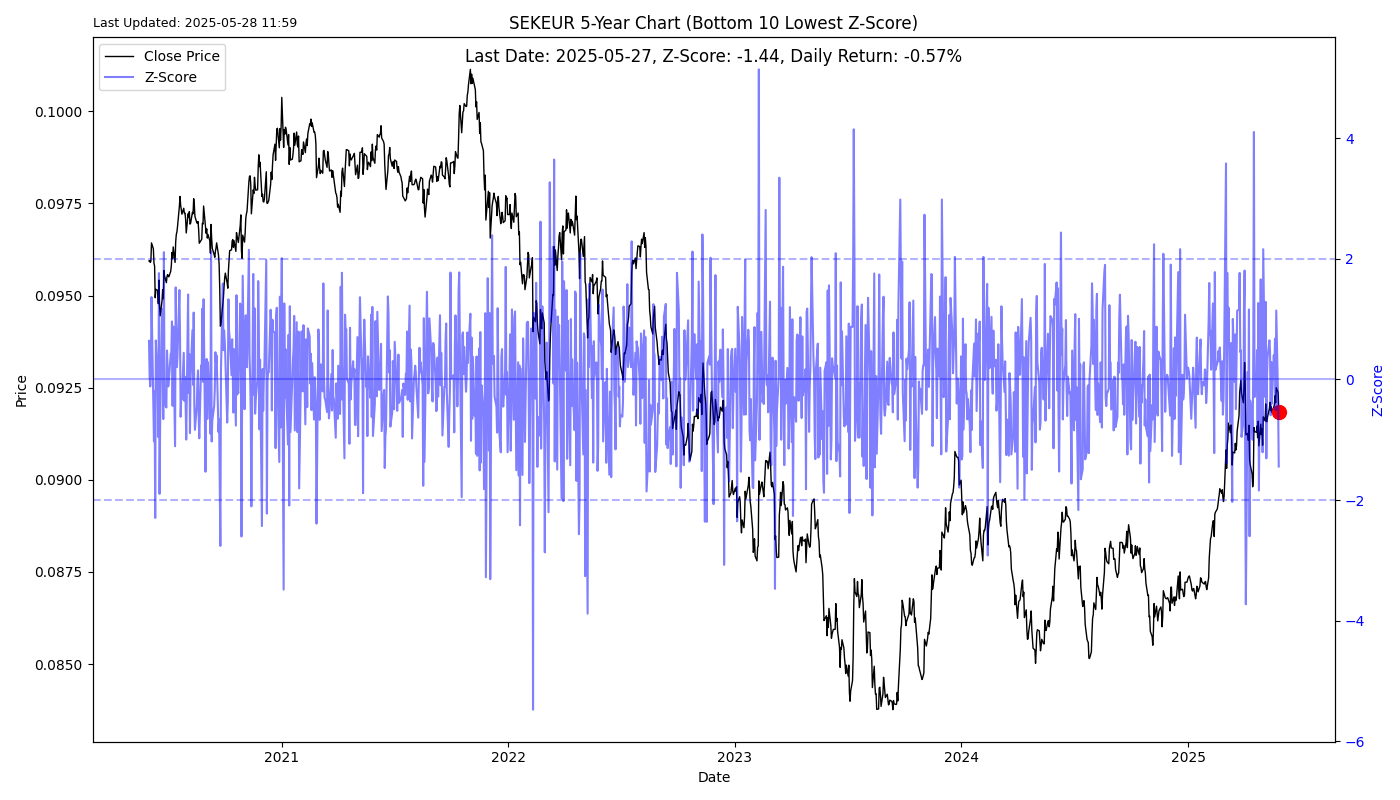 Last Updated: 2025-05-28 11:59
SEKEUR 5-Year Chart (Bottom 10 Lowest Z-Score)
Last Date: 2025-05-27, Z-Score: -1.44, Daily Return: -0.57%
Close Price
Z-Score
0.1000
0.0975
0.0950
0.0925
0.0900
0.0875
0.0850
Price
4
2
0
−2
−4
−6
Z-Score
2021
2022
2023
2024
2025
Date